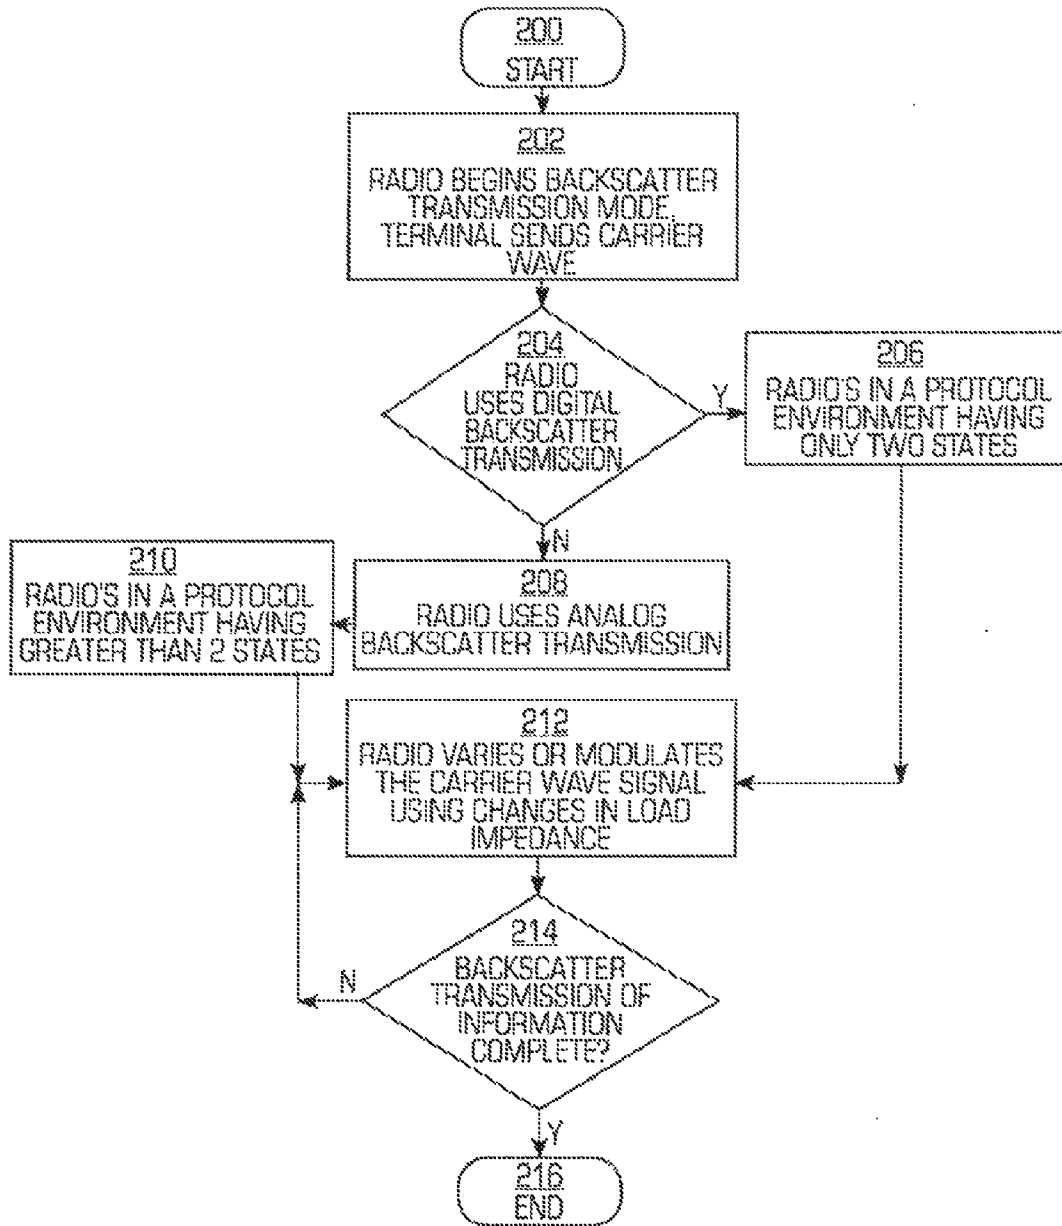 200
START
202
RADIO BEGINS BACKSCATTER
TRANSMISSION MODE,
TERMINAL SENDS CARRIER
WAVE
204
RADIO
USES DIGITAL
BACKSCATTER
TRANSMISSION
Y
206
RADIO'S IN A PROTOCOL
ENVIRONMENT HAVING
ONLY TWO STATES
N
208
RADIO USES ANALOG
BACKSCATTER TRANSMISSION
210
RADIO'S IN A PROTOCOL
ENVIRONMENT HAVING
GREATER THAN 2 STATES
212
RADIO VARIES OR MODULATES
THE CARRIER WAVE SIGNAL
USING CHANGES IN LOAD
IMPEDANCE
214
BACKSCATTER
TRANSMISSION OF
INFORMATION
COMPLETE?
N
Y
216
END